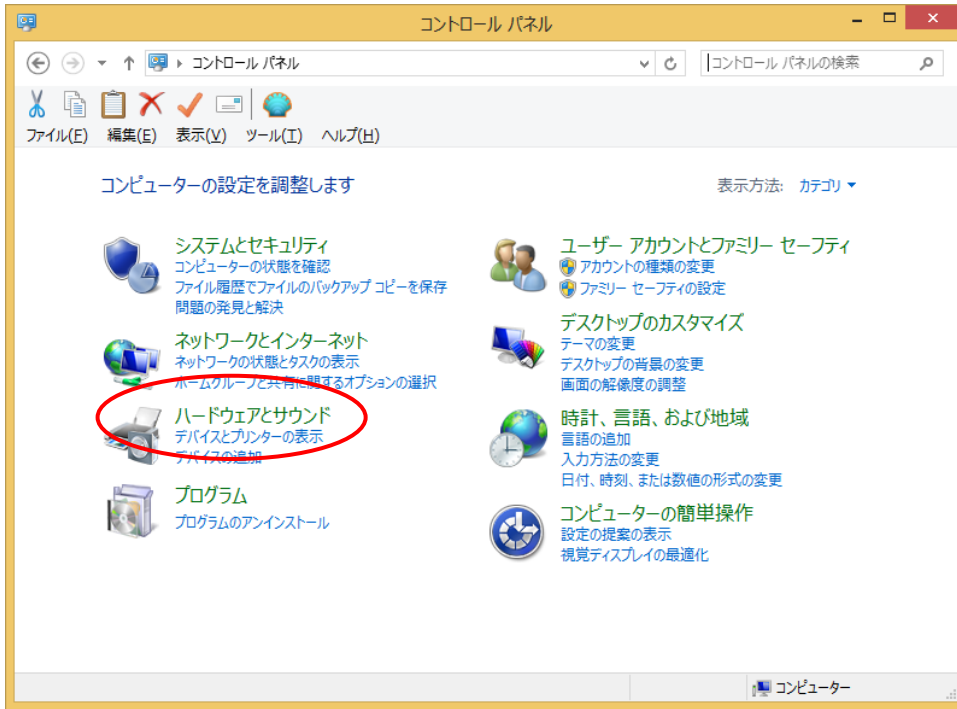 コントロール パネル
コントロール パネル
コントロール パネルの検索
ファイル(F) 編集(E) 表示(V) ツール(T) ヘルプ(H)
コンピューターの設定を調整します
表示方法: カテゴリ
システムとセキュリティ
コンピューターの状態を確認
ファイル履歴でファイルのバックアップ コピーを保存
問題の発見と解決
ネットワークとインターネット
ネットワークの状態とタスクの表示
ホームグループと共有に関するオプションの選択
ハードウェアとサウンド
デバイスとプリンターの表示
デバイスの追加
プログラム
プログラムのアンインストール
ユーザー アカウントとファミリー セーフティ
アカウントの種類の変更
ファミリー セーフティの設定
デスクトップのカスタマイズ
テーマの変更
デスクトップの背景の変更
画面の解像度の調整
時計、言語、および地域
言語の追加
入力方法の変更
日付、時刻、または数値の形式の変更
コンピューターの簡単操作
設定の提案の表示
視覚ディスプレイの最適化
コンピューター